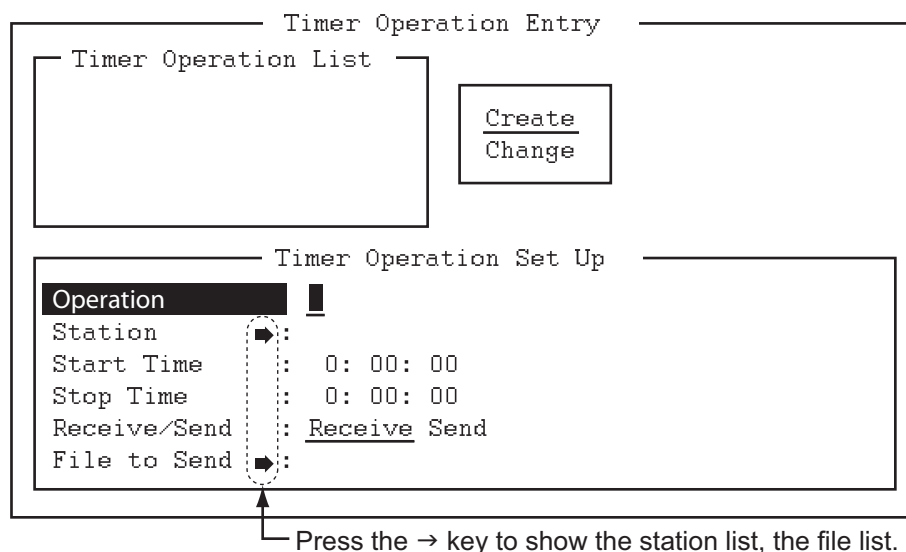 Timer Operation Entry
Timer Operation List
Create
Change
Timer Operation Set Up
Operation
Station ➡:
Start Time : 0: 00: 00
Stop Time : 0: 00: 00
Receive/Send : Receive Send
File to Send ➡:
Press the → key to show the station list, the file list.